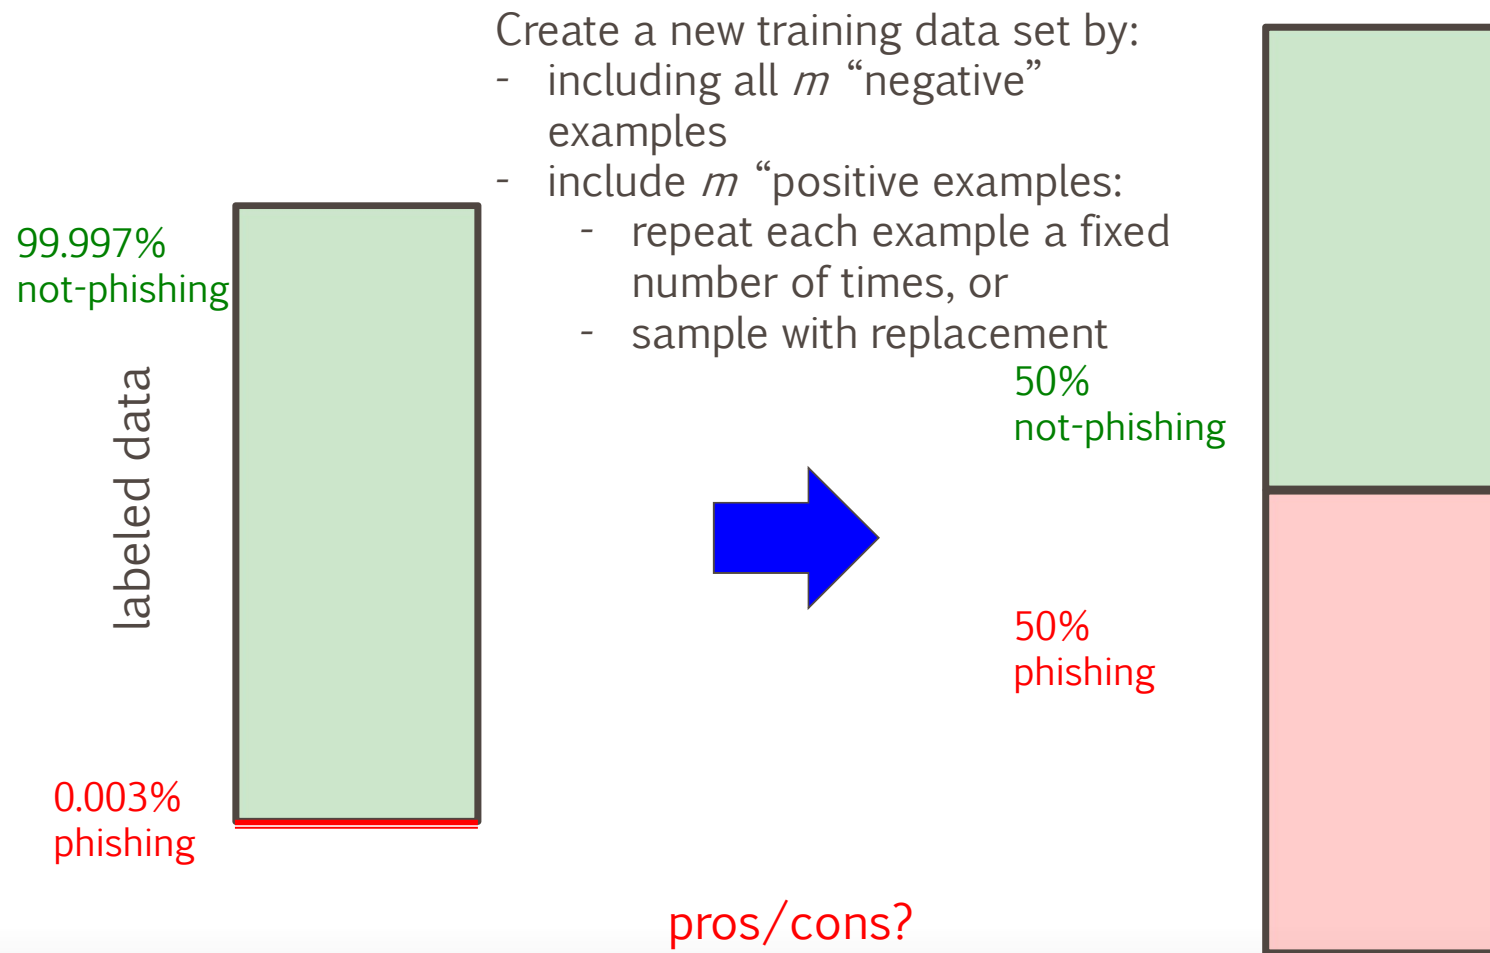 Create a new training data set by:
- including all m “negative”
examples
- include m “positive examples:
- repeat each example a fixed
number of times, or
- sample with replacement
99.997%
not-phishing
labeled data
0.003%
phishing
50%
not-phishing
50%
phishing
pros/cons?